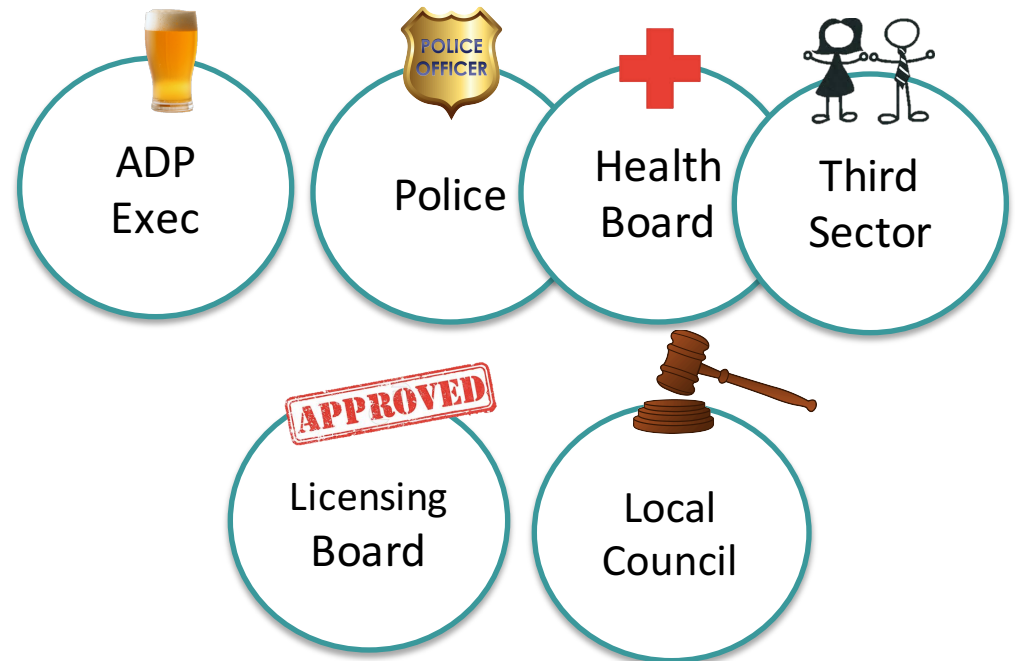 ADP
Exec
POLICE
OFFICER
Police
Health
Board
Third
Sector
APPROVED
Licensing
Board
Local
Council